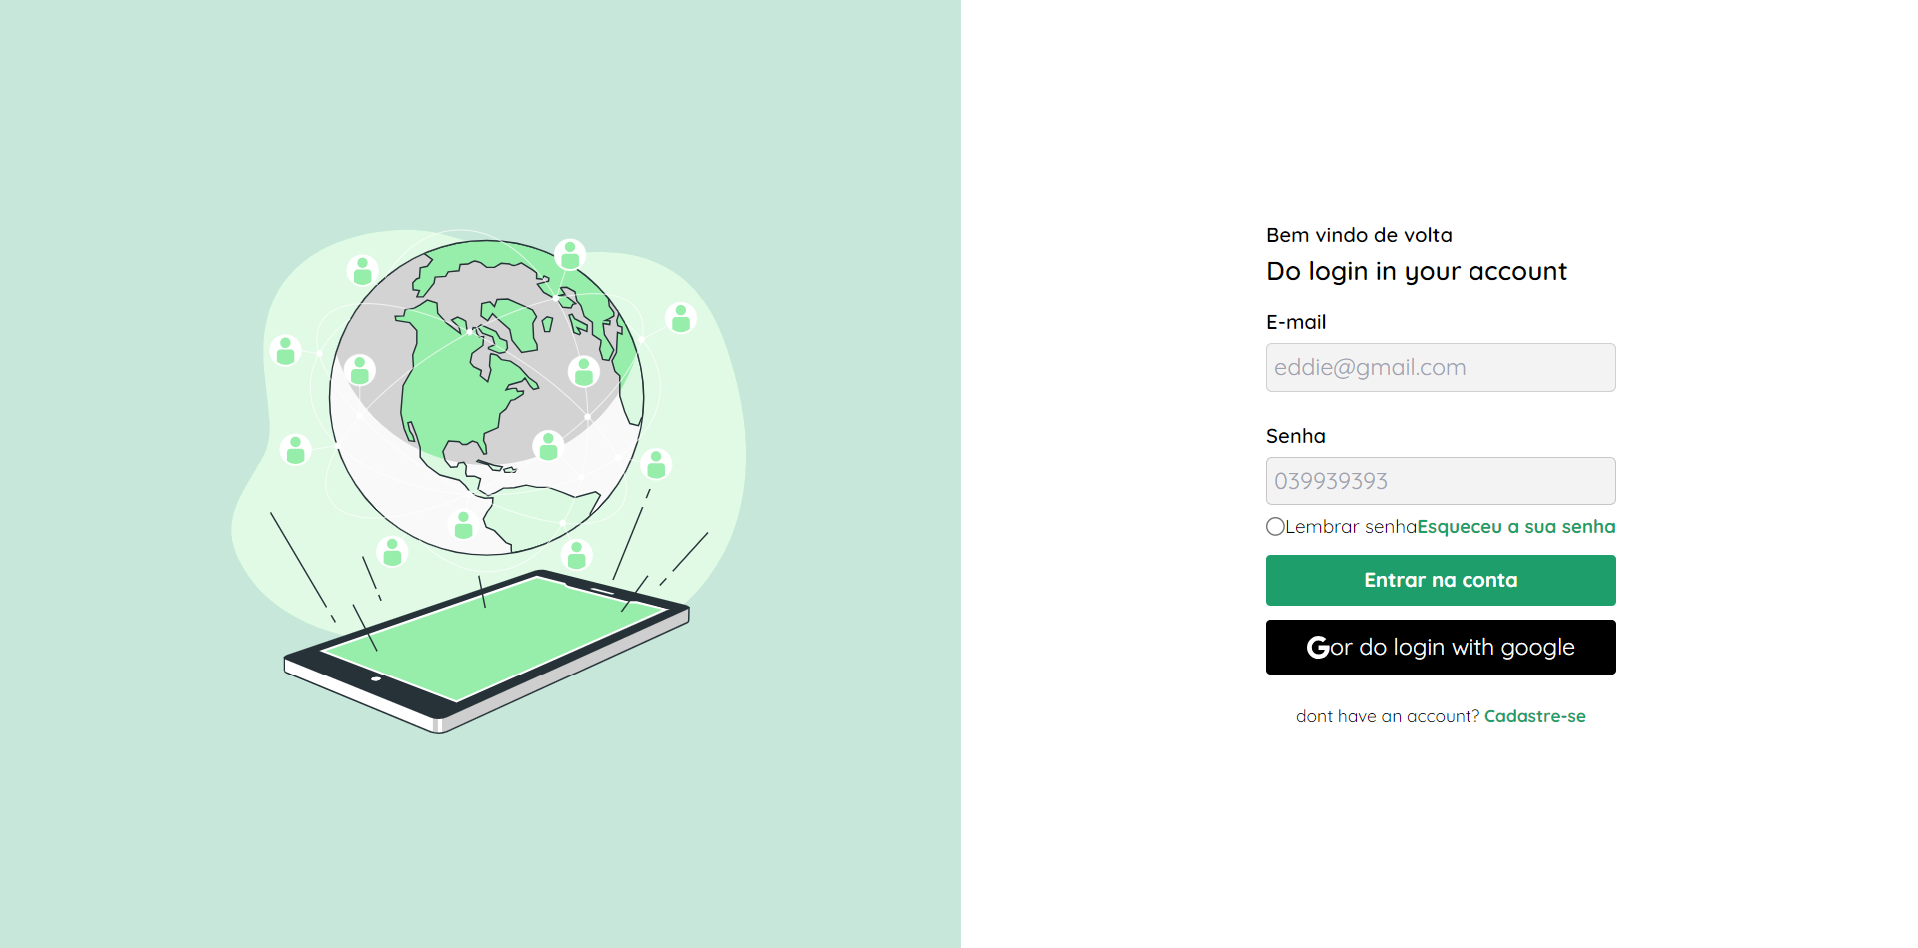 Bem vindo de volta
Do login in your account
E-mail
eddie@gmail.com
Senha
039939393
Lembrar senhaEsqueceu a sua senha
Entrar na conta
Gor do login with google
dont have an account? Cadastre-se